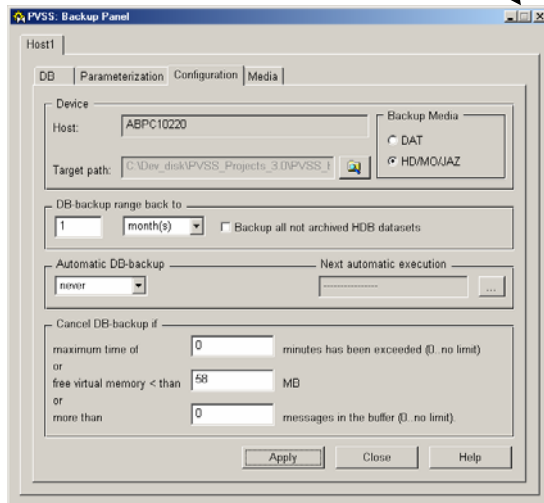 PVSS: Backup Panel
Host1
DB Parameterization Configuration Media
Device
Host: ABPC10220
Target path: C:\Dev_disk\PVSS_Projects_3.0\PVSS_
Backup Media
DAT
HD/MO/JAZ
DB-backup range back to
1 month(s) Backup all not archived HDB datasets
Automatic DB-backup
never
Next automatic execution
----------------
...
Cancel DB-backup if
maximum time of 0 minutes has been exceeded (0..no limit)
or
free virtual memory < than 58 MB
or
more than 0 messages in the buffer (0..no limit).
Apply Close Help